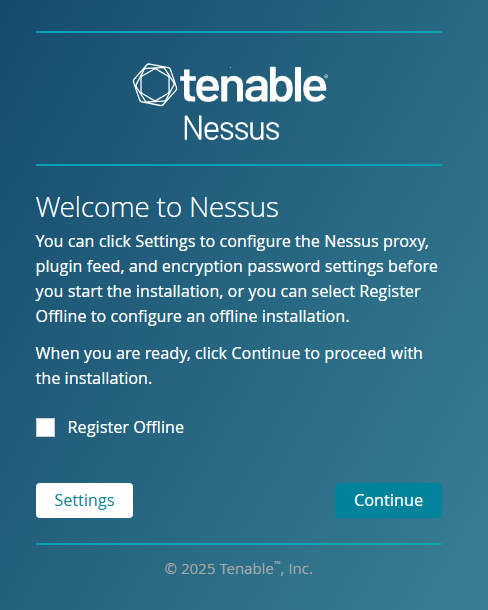 tenable®
Nessus
Welcome to Nessus
You can click Settings to configure the Nessus proxy,
plugin feed, and encryption password settings before
you start the installation, or you can select Register
Offline to configure an offline installation.
When you are ready, click Continue to proceed with
the installation.
Register Offline
Settings
Continue
© 2025 Tenable™, Inc.